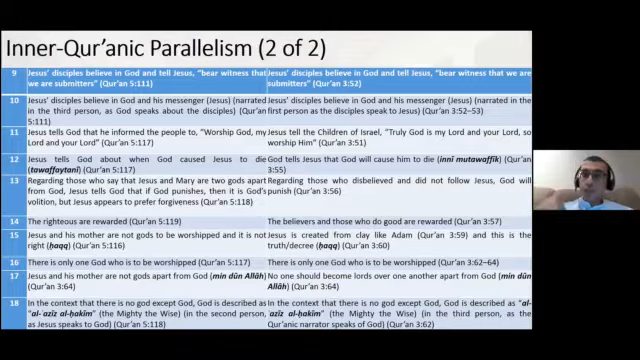 Inner-Qur'anic Parallelism (2 of 2)
9
Jesus' disciples believe in God and tell Jesus, "bear witness that
we are submitters" (Qur'an 5:111)
Jesus' disciples believe in God and tell Jesus, "bear witness that we are
submitters" (Qur'an 3:52)
10
Jesus' disciples believe in God and his messenger (Jesus) (narrated
in the third person, as God speaks about the disciples) (Qur'an
5:111)
Jesus' disciples believe in God and his messenger (Jesus) (narrated in the
first person as the disciples speak to Jesus) (Qur'an 3:52–53)
11
Jesus tells God that he informed the people to, "Worship God, my
Lord and your Lord" (Qur'an 5:117)
Jesus tell the Children of Israel, "Truly God is my Lord and your Lord, so
worship Him" (Qur'an 3:51)
12
Jesus tells God about when God caused Jesus to die
(tawaffaytanī) (Qur'an 5:117)
God tells Jesus that God will cause him to die (innī mutawaffīk) (Qur'an
3:55)
13
Regarding those who say that Jesus and Mary are two gods apart
from God, Jesus tells God that if God punishes, then it is God's
volition, but Jesus appears to prefer forgiveness (Qur'an 5:118)
Regarding those who disbelieved and did not follow Jesus, God will
punish (Qur'an 3:56)
14
The righteous are rewarded (Qur'an 5:119)
The believers and those who do good are rewarded (Qur'an 3:57)
15
Jesus and his mother are not gods to be worshipped and it is not
right (ḥaqq) (Qur'an 5:116)
Jesus is created from clay like Adam (Qur'an 3:59) and this is the
truth/decree (ḥaqq) (Qur'an 3:60)
16
There is only one God who is to be worshipped (Qur'an 5:117)
There is only one God who is to be worshipped (Qur'an 3:62–64)
17
Jesus and his mother are not gods apart from God (min dūn Allāh)
(Qur'an 3:64)
No one should become lords over one another apart from God (min dūn
Allāh) (Qur'an 3:64)
18
In the context that there is no god except God, God is described as
"al-ʿazīz al-ḥakīm (the Mighty the Wise) (in the second person,
as Jesus speaks to God) (Qur'an 5:118)
In the context that there is no god except God, God is described as al-
ʿazīz al-ḥakīm" (the Mighty the Wise) (in the third person, as the
Qur'anic narrator speaks of God) (Qur'an 3:62)